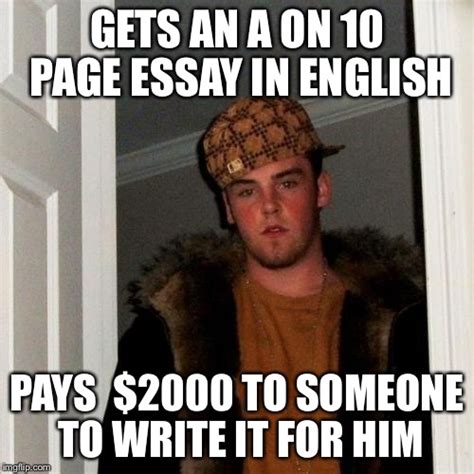 GETS AN A ON 10
PAGE ESSAY IN ENGLISH
PAYS $2000 TO SOMEONE
TO WRITE IT FOR HIM
imgflip.com